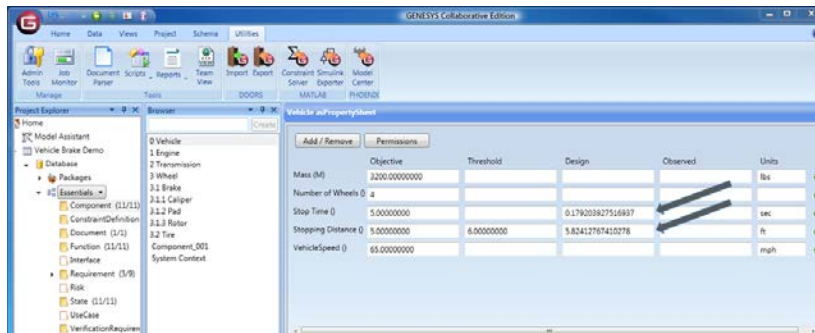 GENESYS Collaborative Edition
Home Data Views Project Schema Utilities
Admin Tools Job Monitor Document Parser Scripts Reports Team View Import Export Constraint Solver Simulink Exporter Model Center
Manage Tools DOORS MATLAB PHOENIX
Project Explorer
Home
Model Assistant
Vehicle Brake Demo
Database
Packages
Essentials
Component (11/11)
ConstraintDefinition
Document (1/1)
Function (11/11)
Interface
Requirement (3/9)
Risk
State (11/11)
UseCase
VerificationRequirem
Browser
Create
0 Vehicle
1 Engine
2 Transmission
3 Wheel
3.1 Brake
3.1.1 Caliper
3.1.2 Pad
3.1.3 Rotor
3.2 Tire
Component_001
System Context
Vehicle asPropertySheet
Add / Remove Permissions
Objective Threshold Design Observed Units
Mass (M) 3200.00000000 lbs
Number of Wheels () 4
Stop Time () 5.00000000 0.179203927516937 sec
Stopping Distance () 5.00000000 6.00000000 5.82412767410278 ft
VehicleSpeed () 65.00000000 mph